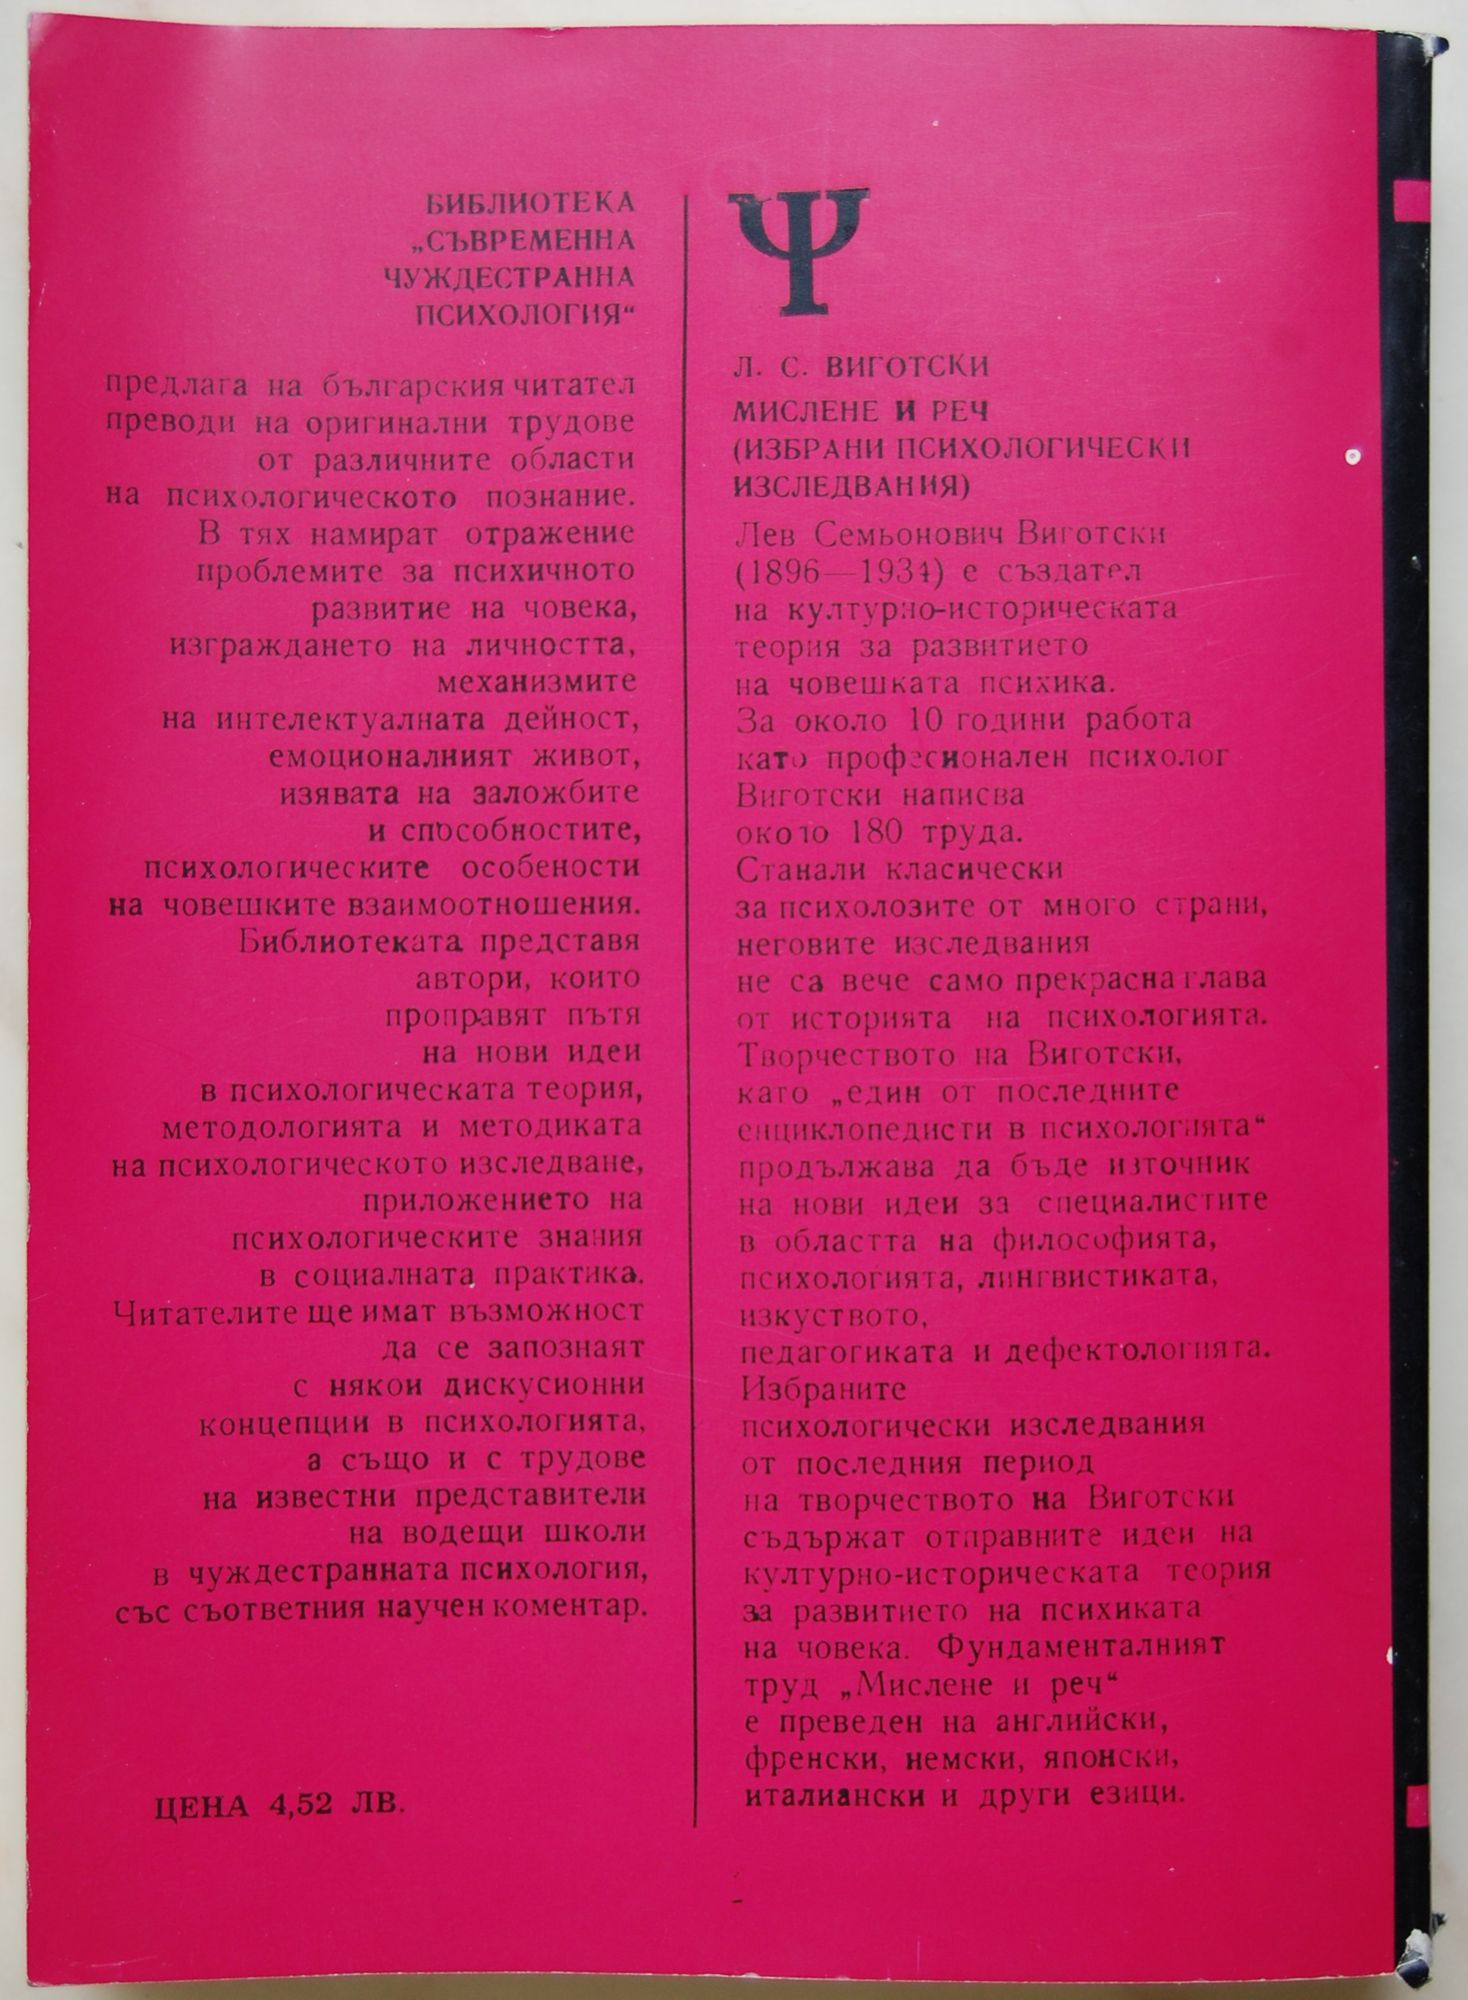 БИБЛИОТЕКА
„СЪВРЕМЕННА
ЧУЖДЕСТРАННА
ПСИХОЛОГИЯ“
предлага на българския читател
преводи на оригинални трудове
от различните области
на психологическото познание.
В тях намират отражение
проблемите за психичното
развитие на човека,
изграждането на личността,
механизмите
на интелектуалната дейност,
емоционалният живот,
изявата на заложбите
и способностите,
психологическите особености
на човешките взаимоотношения.
Библиотеката представя
автори, които
проправят пътя
на нови идеи
в психологическата теория,
методологията и методиката
на психологическото изследване,
приложението на
психологическите знания
в социалната практика.
Читателите ще имат възможност
да се запознаят
с някои дискусионни
концепции в психологията,
а също и с трудове
на известни представители
на водещи школи
в чуждестранната психология,
със съответния научен коментар.
ЦЕНА 4,52 ЛВ.
Ψ
Л. С. ВИГОТСКИ
МИСЛЕНЕ И РЕЧ
(ИЗБРАНИ ПСИХОЛОГИЧЕСКИ
ИЗСЛЕДВАНИЯ)
Лев Семьонович Виготски
(1896—1934) е създател
на културно-историческата
теория за развитието
на човешката психика.
За около 10 години работа
като професионален психолог
Виготски написва
около 180 труда.
Станали класически
за психолозите от много страни,
неговите изследвания
не са вече само прекрасна глава
от историята на психологията.
Творчеството на Виготски,
като „един от последните
енциклопедисти в психологията“
продължава да бъде източник
на нови идеи за специалистите
в областта на философията,
психологията, лингвистиката,
изкуството,
педагогиката и дефектологията.
Избраните
психологически изследвания
от последния период
на творчеството на Виготски
съдържат отправните идеи на
културно-историческата теория
за развитието на психиката
на човека. Фундаменталният
труд „Мислене и реч“
е преведен на английски,
френски, немски, японски,
италиански и други езици.